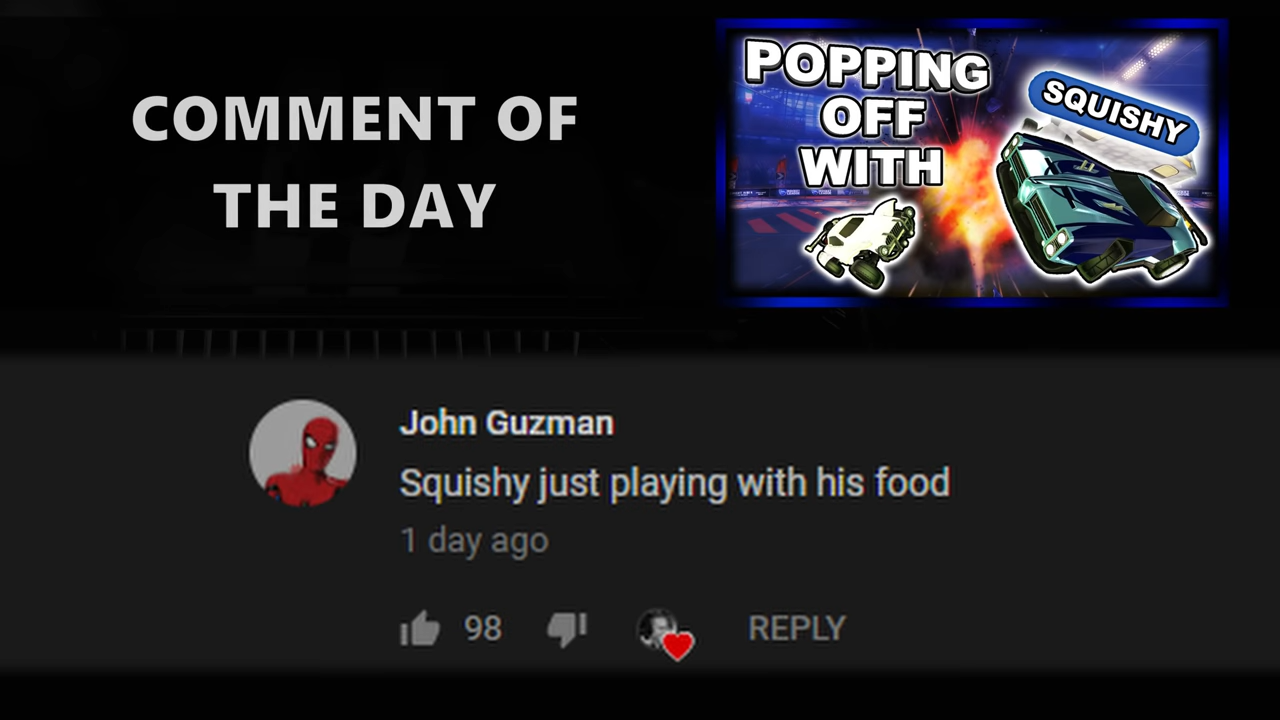 COMMENT OF
THE DAY
POPPING
OFF
WITH
SQUISHY
John Guzman
Squishy just playing with his food
1 day ago
98
REPLY